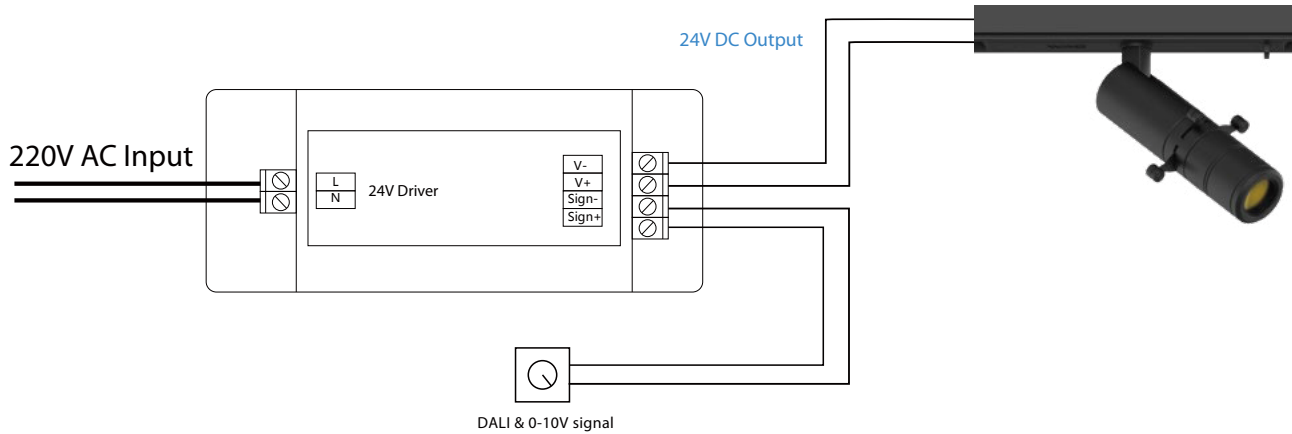 24V DC Output
220V AC Input
L
N
24V Driver
V-
V+
Sign-
Sign+
DALI & 0-10V signal